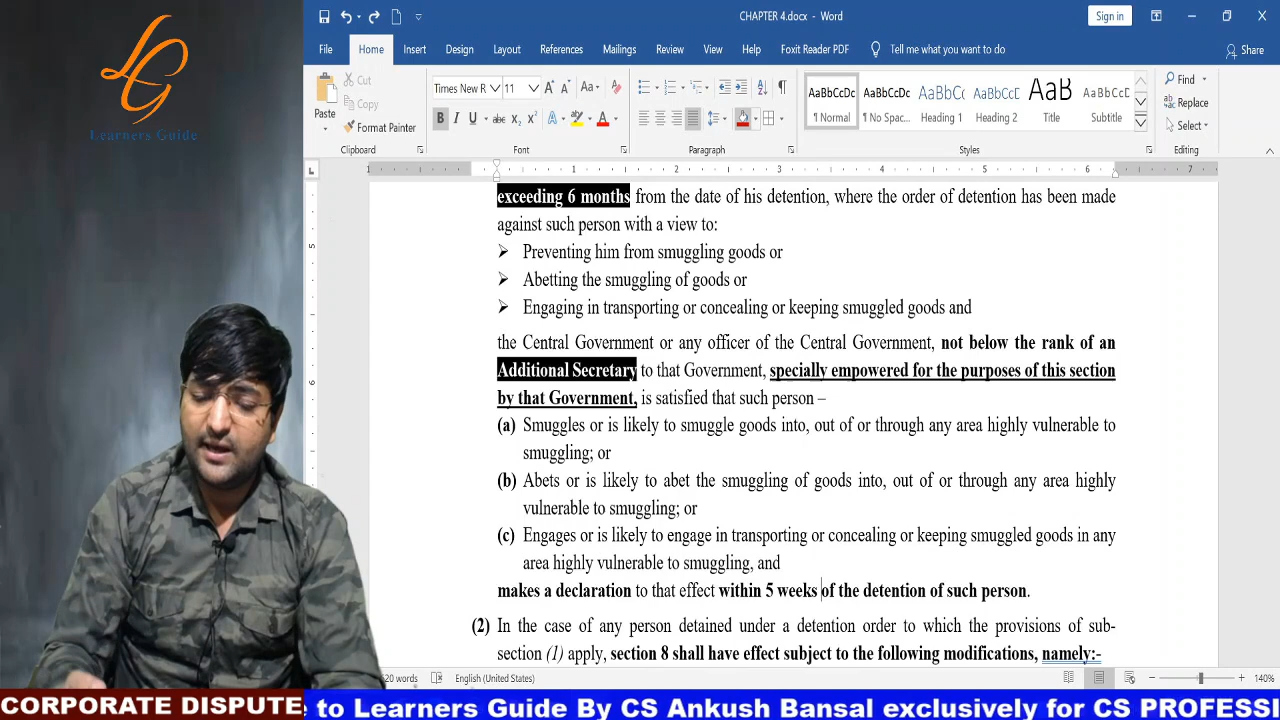 LG
Learners Guide
CHAPTER 4.docx - Word
Sign in
File Home Insert Design Layout References Mailings Review View Help Foxit Reader PDF Tell me what you want to do Share
Paste
Cut
Copy
Format Painter
Clipboard
Times New R 11
Font
Paragraph
AaBbCcDc AaBbCcDc AaBbCc AaBbCcD AaB AaBbCcD
¶ Normal ¶ No Spac... Heading 1 Heading 2 Title Subtitle
Styles
Find
Replace
Select
Editing
exceeding 6 months from the date of his detention, where the order of detention has been made
against such person with a view to:
➢ Preventing him from smuggling goods or
➢ Abetting the smuggling of goods or
➢ Engaging in transporting or concealing or keeping smuggled goods and
the Central Government or any officer of the Central Government, not below the rank of an
Additional Secretary to that Government, specially empowered for the purposes of this section
by that Government, is satisfied that such person –
(a) Smuggles or is likely to smuggle goods into, out of or through any area highly vulnerable to
smuggling; or
(b) Abets or is likely to abet the smuggling of goods into, out of or through any area highly
vulnerable to smuggling; or
(c) Engages or is likely to engage in transporting or concealing or keeping smuggled goods in any
area highly vulnerable to smuggling, and
makes a declaration to that effect within 5 weeks of the detention of such person.
(2) In the case of any person detained under a detention order to which the provisions of sub-
section (1) apply, section 8 shall have effect subject to the following modifications, namely:-
20 words English (United States) 140%
CORPORATE DISPUTE e to Learners Guide By CS Ankush Bansal exclusively for CS PROFESSI